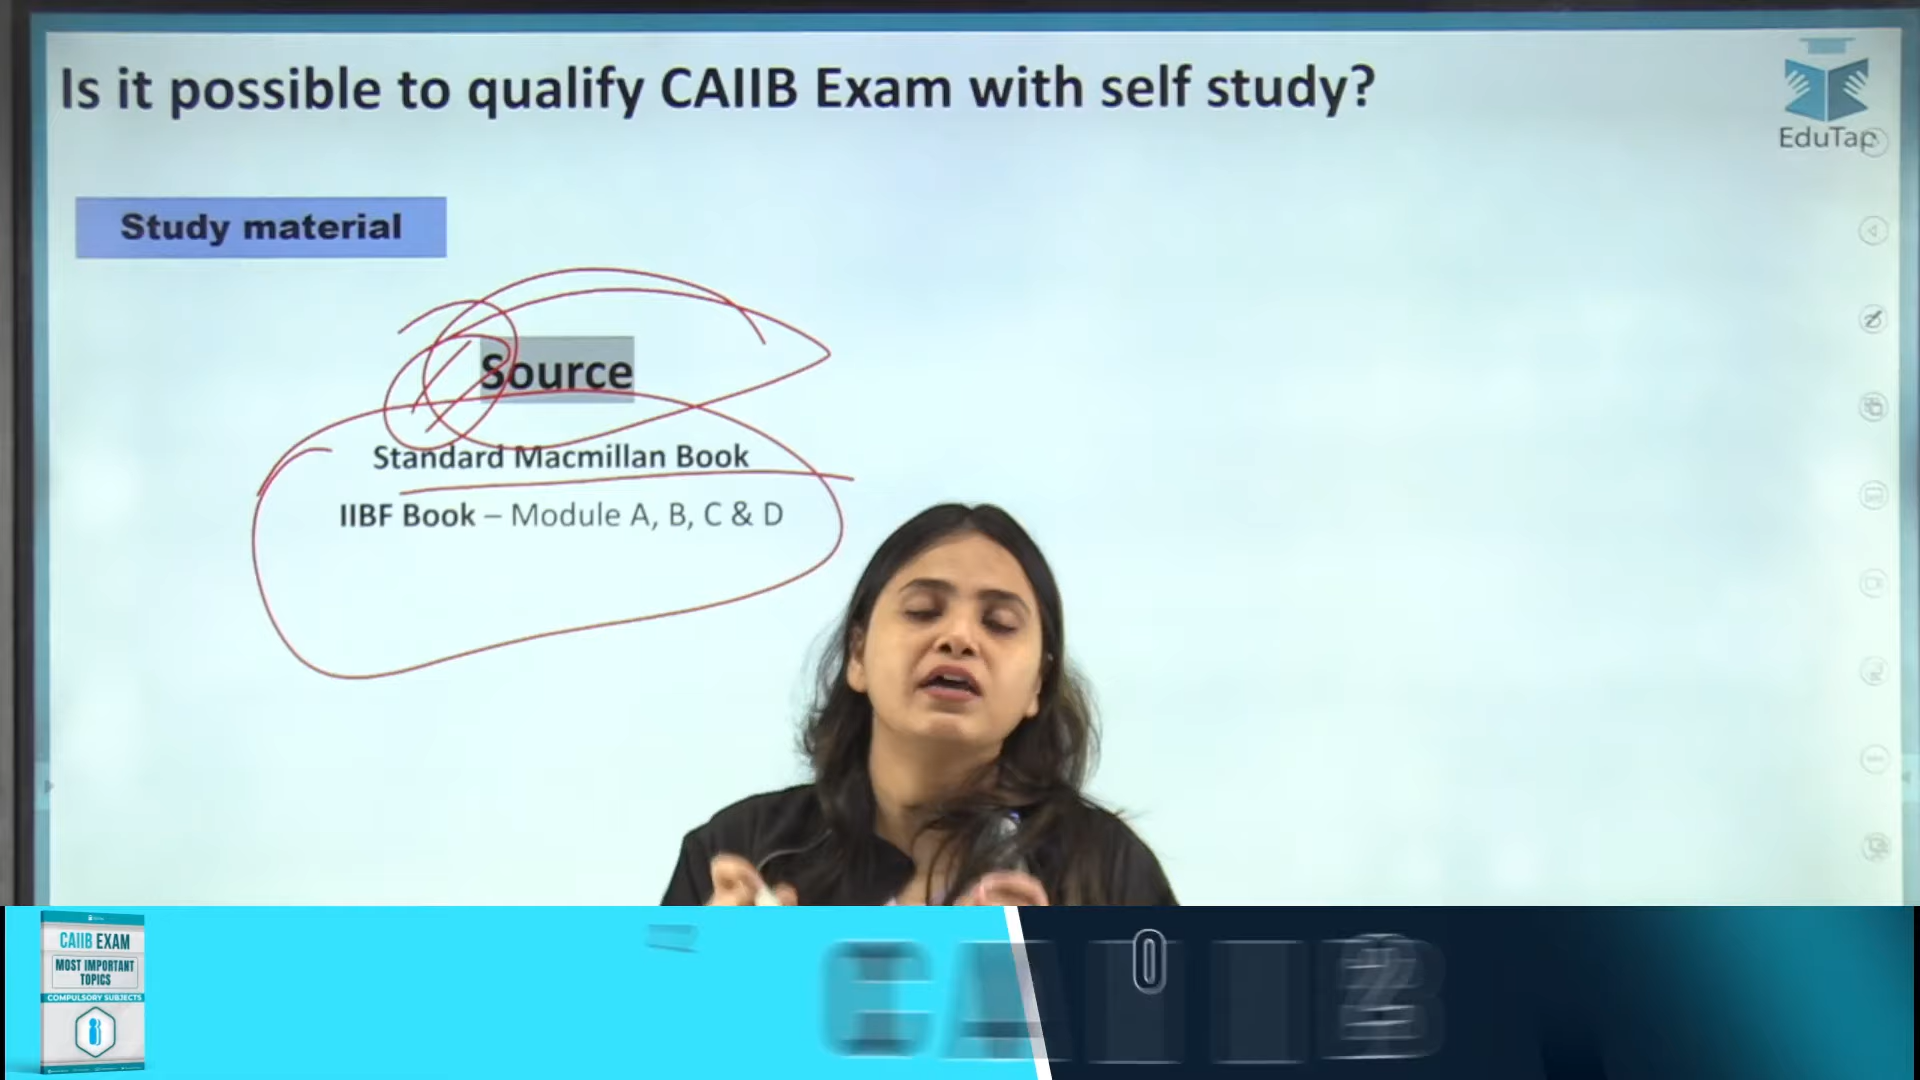 Is it possible to qualify CAIIB Exam with self study?
EduTap
Study material
Source
Standard Macmillan Book
IIBF Book – Module A, B, C & D
CAIIB EXAM
MOST IMPORTANT
TOPICS
COMPULSORY SUBJECTS